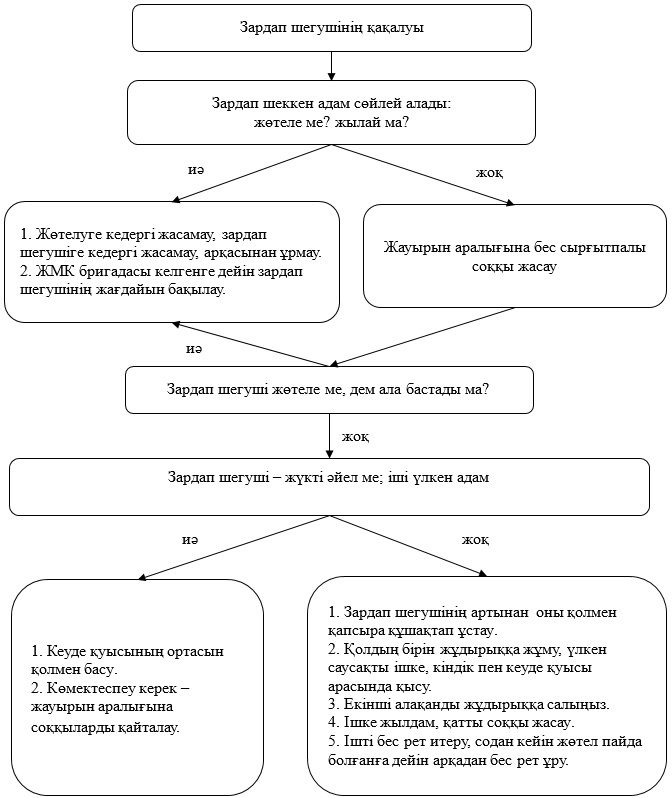 Зардап шегушінің қақалуы
Зардап шеккен адам сөйлей алады:
жөтеле ме? жылай ма?
иә
жоқ
1. Жөтелуге кедергі жасамау, зардап
шегушіге кедергі жасамау, арқасынан ұрмау.
2. ЖМК бригадасы келгенге дейін зардап
шегушінің жағдайын бақылау.
Жауырын аралығына бес сырғытпалы
соққы жасау
иә
Зардап шегуші жөтеле ме, дем ала бастады ма?
жоқ
Зардап шегуші – жүкті әйел ме; іші үлкен адам
иә
жоқ
1. Кеуде қуысының ортасын
қолмен басу.
2. Көмектеспеу керек –
жауырын аралығына
соққыларды қайталау.
1. Зардап шегушінің артынан оны қолмен
қапсыра құшақтап ұстау.
2. Қолдың бірін жұдырыққа жұму, үлкен
саусақты ішке, кіндік пен кеуде қуысы
арасында қысу.
3. Екінші алақанды жұдырыққа салыңыз.
4. Ішке жылдам, қатты соққы жасау.
5. Ішті бес рет итеру, содан кейін жөтел пайда
болғанға дейін арқадан бес рет ұру.